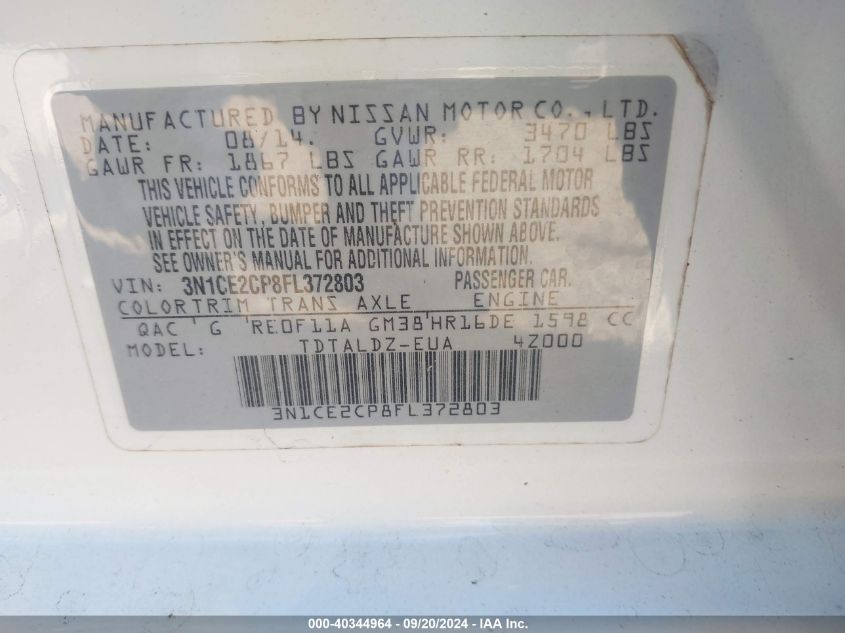 MANUFACTURED BY NISSAN MOTOR CO., LTD.
DATE: 08/14. GVWR: 3470 LBS
GAWR FR: 1867 LBS GAWR RR: 1704 LBS
THIS VEHICLE CONFORMS TO ALL APPLICABLE FEDERAL MOTOR
VEHICLE SAFETY, BUMPER AND THEFT PREVENTION STANDARDS
IN EFFECT ON THE DATE OF MANUFACTURE SHOWN ABOVE.
SEE OWNER'S MANUAL FOR ADDITIONAL INFORMATION.
VIN: 3N1CE2CP8FL372803 PASSENGER CAR.
COLOR TRIM TRANS AXLE ENGINE
QAC G RE0F11A GM38 HR16DE 1598 CC
MODEL: TDTALDZ-EUA 4Z000
3N1CE2CP8FL372803
000-40344964 - 09/20/2024 - IAA Inc.